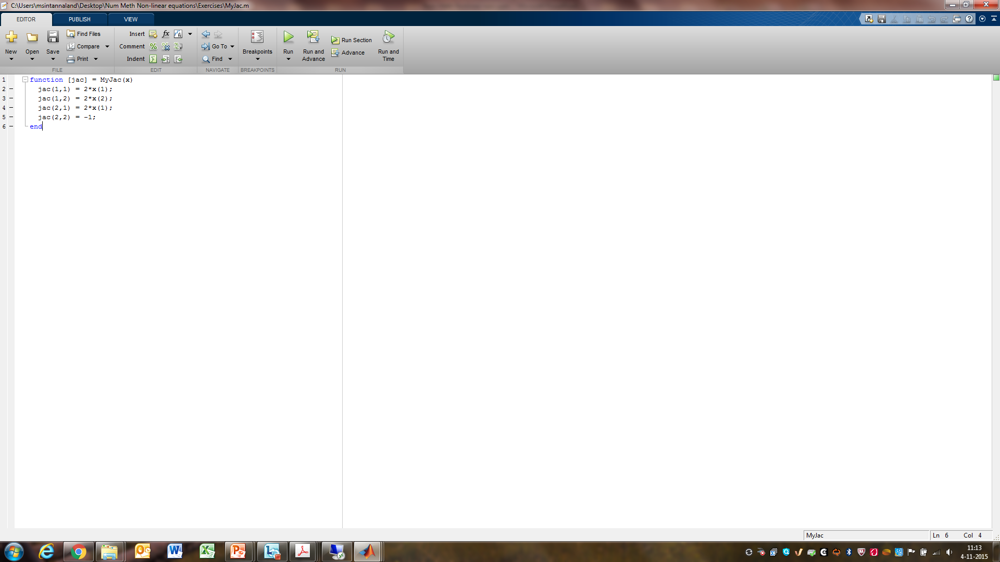 C:\Users\msintannaland\Desktop\Num Meth Non-linear equations\Exercises\MyJac.m
EDITOR PUBLISH VIEW
New Open Save Find Files Compare Print
Insert fx
Comment
Indent
Go To
Find
Breakpoints
Run
Run and Advance
Run Section
Advance
Run and Time
FILE EDIT NAVIGATE BREAKPOINTS RUN
1 function [jac] = MyJac(x)
2 jac(1,1) = 2*x(1);
3 jac(1,2) = 2*x(2);
4 jac(2,1) = 2*x(1);
5 jac(2,2) = -1;
6 end
MyJac Ln 6 Col 4
11:13
4-11-2015